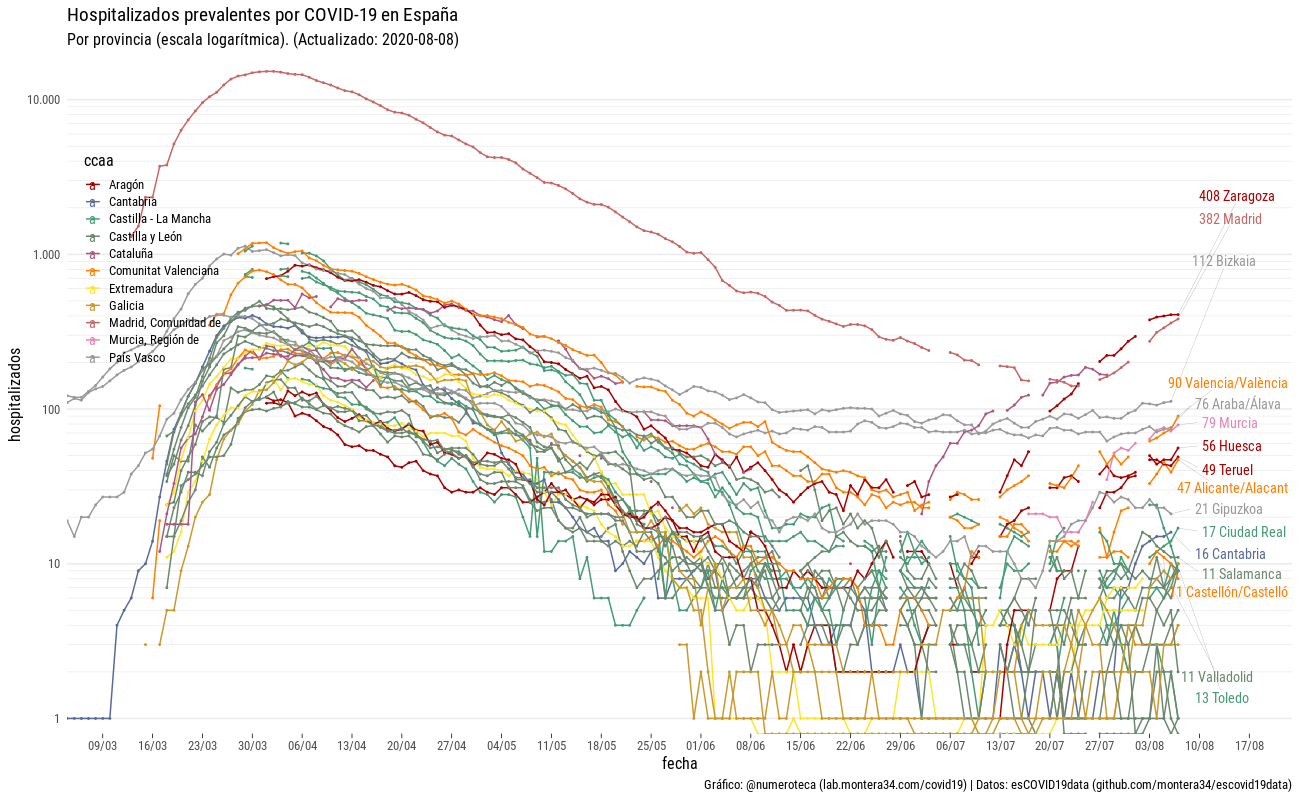 Hospitalizados prevalentes por COVID-19 en España
Por provincia (escala logarítmica). (Actualizado: 2020-08-08)
hospitalizados
10.000
1.000
100
10
1
ccaa
Aragón
Cantabria
Castilla - La Mancha
Castilla y León
Cataluña
Comunitat Valenciana
Extremadura
Galicia
Madrid, Comunidad de
Murcia, Región de
País Vasco
408 Zaragoza
382 Madrid
112 Bizkaia
90 Valencia/València
76 Araba/Álava
79 Murcia
56 Huesca
49 Teruel
47 Alicante/Alacant
21 Gipuzkoa
17 Ciudad Real
16 Cantabria
11 Salamanca
11 Castellón/Castelló
11 Valladolid
13 Toledo
09/03 16/03 23/03 30/03 06/04 13/04 20/04 27/04 04/05 11/05 18/05 25/05 01/06 08/06 15/06 22/06 29/06 06/07 13/07 20/07 27/07 03/08 10/08 17/08
fecha
Gráfico: @numeroteca (lab.montera34.com/covid19) | Datos: esCOVID19data (github.com/montera34/escovid19data)